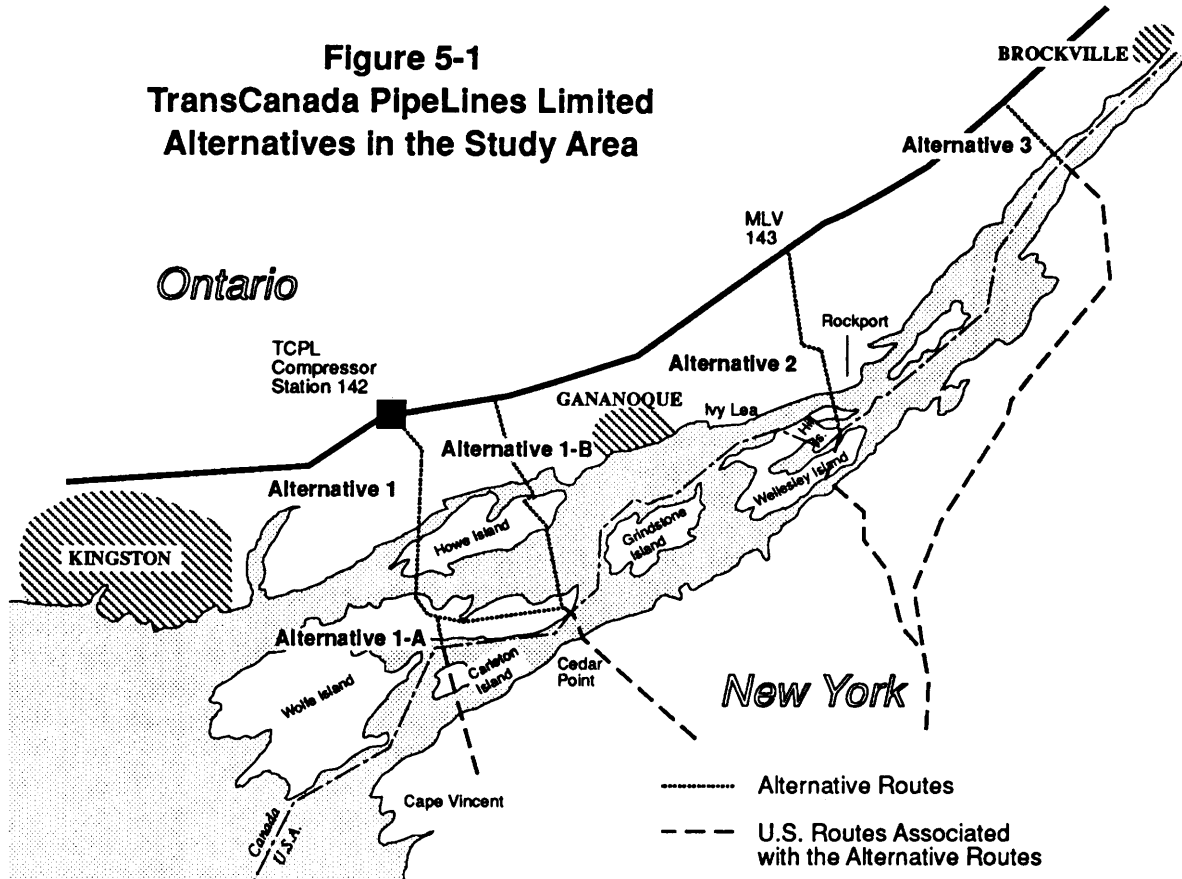 Figure 5-1
TransCanada PipeLines Limited
Alternatives in the Study Area
BROCKVILLE
Alternative 3
MLV
143
Ontario
Rockport
TCPL
Compressor
Station 142
Alternative 2
GANANOQUE
Ivy Lea
Hill
Is.
Alternative 1-B
Alternative 1
Wellesley Island
Howe Island
Grindstone
Island
KINGSTON
Alternative 1-A
Carleton
Island
Cedar
Point
Wolfe Island
New York
Cape Vincent
Canada
U.S.A.
Alternative Routes
U.S. Routes Associated
with the Alternative Routes